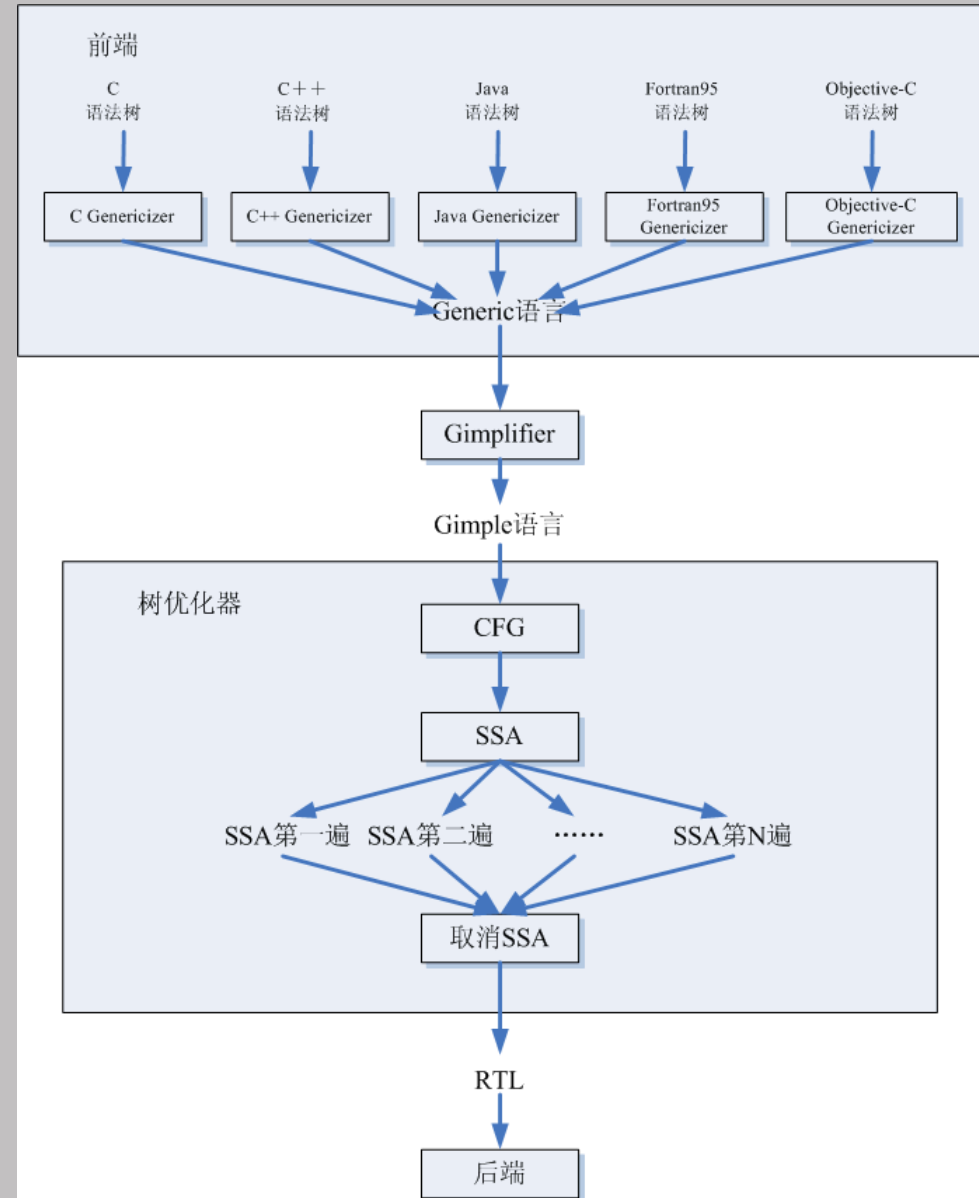 前端
C
语法树
C＋＋
语法树
Java
语法树
Fortran95
语法树
Objective-C
语法树
C Genericizer
C++ Genericizer
Java Genericizer
Fortran95
Genericizer
Objective-C
Genericizer
Generic语言
Gimplifier
Gimple语言
树优化器
CFG
SSA
SSA第一遍
SSA第二遍
……
SSA第N遍
取消SSA
RTL
后端